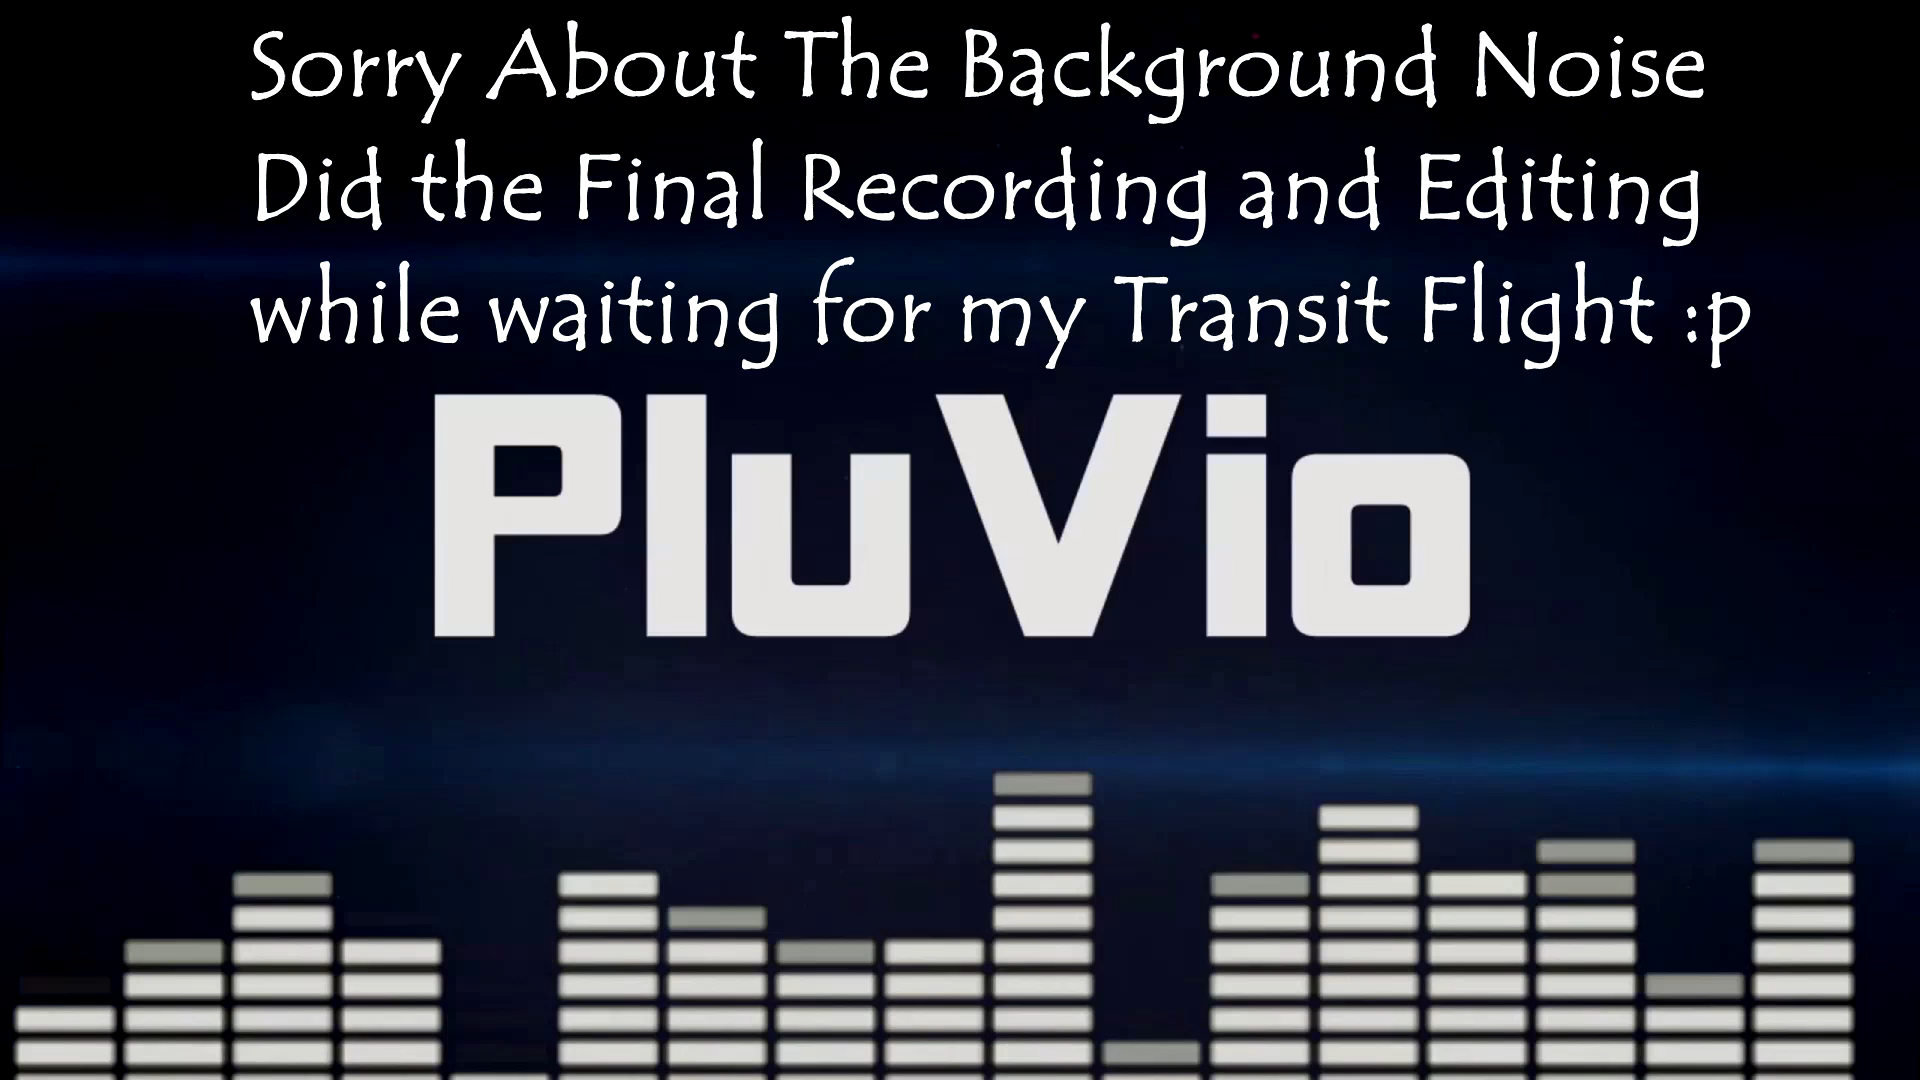 Sorry About The Background Noise
Did the Final Recording and Editing
while waiting for my Transit Flight :p
PluVio